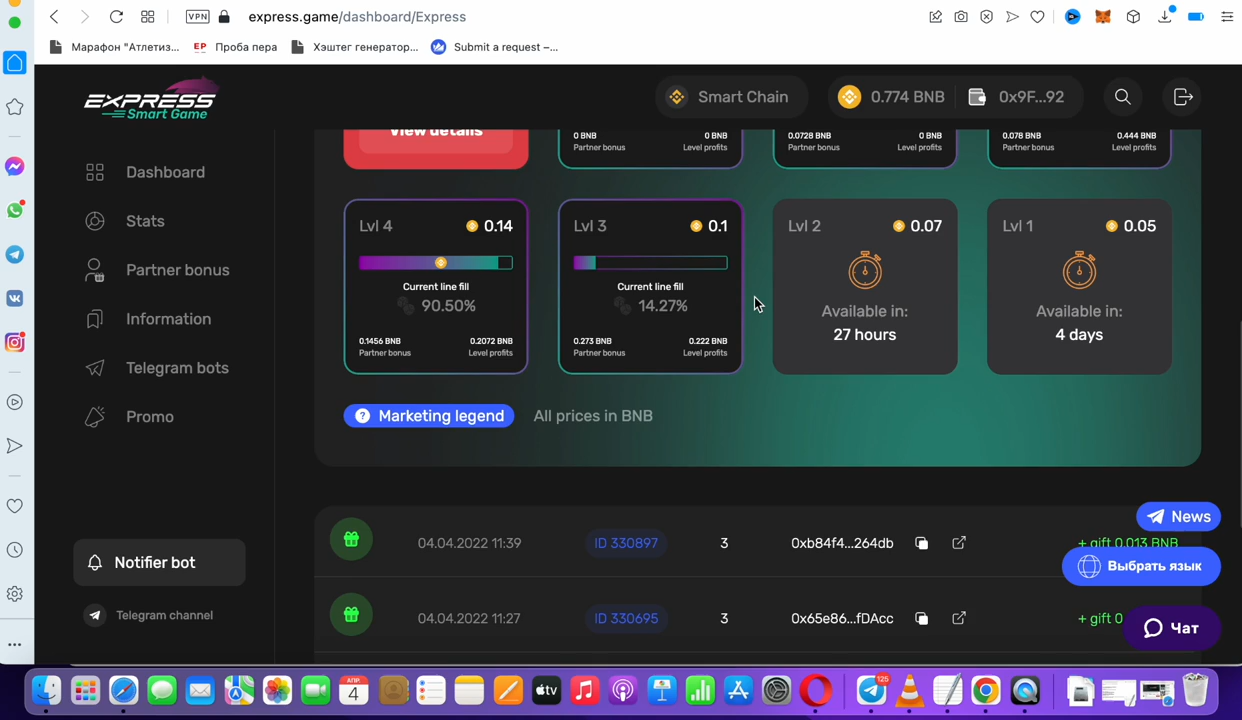 VPN
express.game/dashboard/Express
Марафон "Атлетиз...
EP Проба пера
Хэштег генератор...
Submit a request –...
EXPRESS
Smart Game
Smart Chain
0.774 BNB
0x9F...92
View details
0 BNB
Partner bonus
0 BNB
Level profits
0.0728 BNB
Partner bonus
0 BNB
Level profits
0.078 BNB
Partner bonus
0.444 BNB
Level profits
Dashboard
Stats
Partner bonus
Information
Telegram bots
Promo
Lvl 4
0.14
Current line fill
90.50%
0.1456 BNB
Partner bonus
0.2072 BNB
Level profits
Lvl 3
0.1
Current line fill
14.27%
0.273 BNB
Partner bonus
0.222 BNB
Level profits
Lvl 2
0.07
Available in:
27 hours
Lvl 1
0.05
Available in:
4 days
? Marketing legend
All prices in BNB
04.04.2022 11:39
ID 330897
3
0xb84f4...264db
+ gift 0.013 BNB
04.04.2022 11:27
ID 330695
3
0x65e86...fDAcc
+ gift 0
News
Выбрать язык
Чат
Notifier bot
Telegram channel
АПР.
4
tv
125